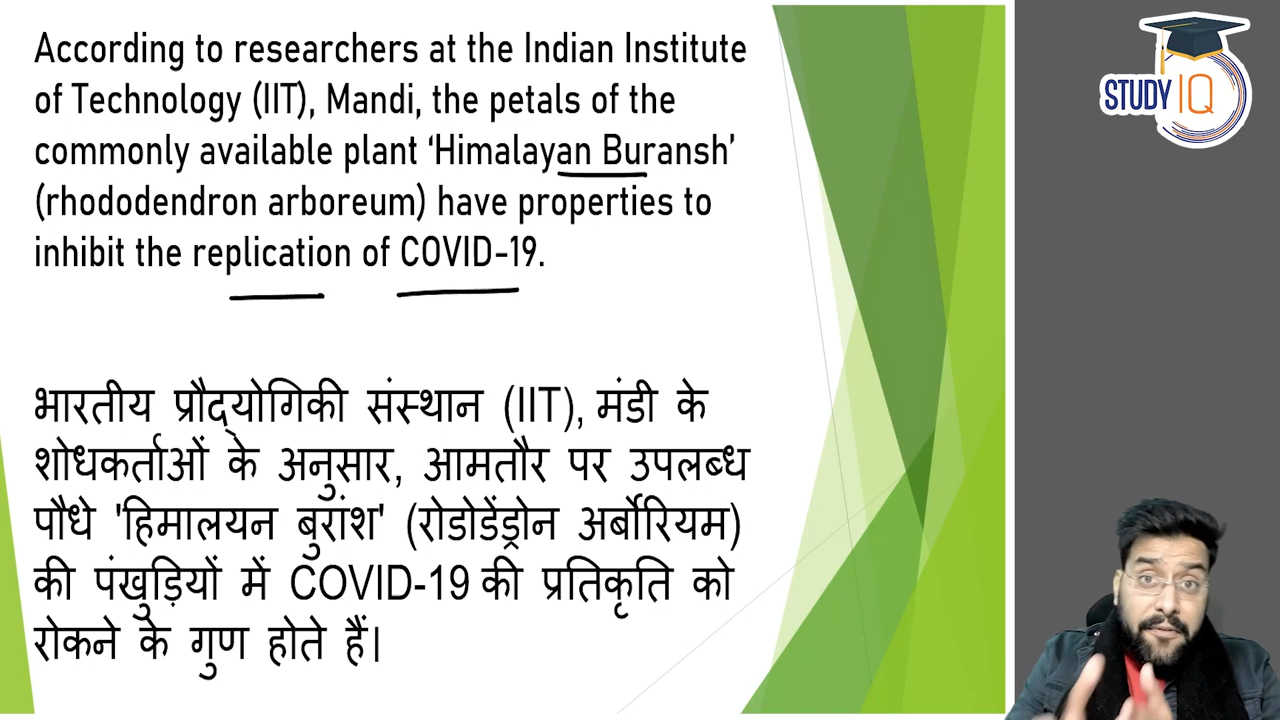 According to researchers at the Indian Institute
of Technology (IIT), Mandi, the petals of the
commonly available plant ‘Himalayan Buransh’
(rhododendron arboreum) have properties to
inhibit the replication of COVID-19.
भारतीय प्रौद्योगिकी संस्थान (IIT), मंडी के
शोधकर्ताओं के अनुसार, आमतौर पर उपलब्ध
पौधे 'हिमालयन बुरांश' (रोडोडेंड्रोन अर्बोरियम)
की पंखुड़ियों में COVID-19 की प्रतिकृति को
रोकने के गुण होते हैं।
STUDY IQ